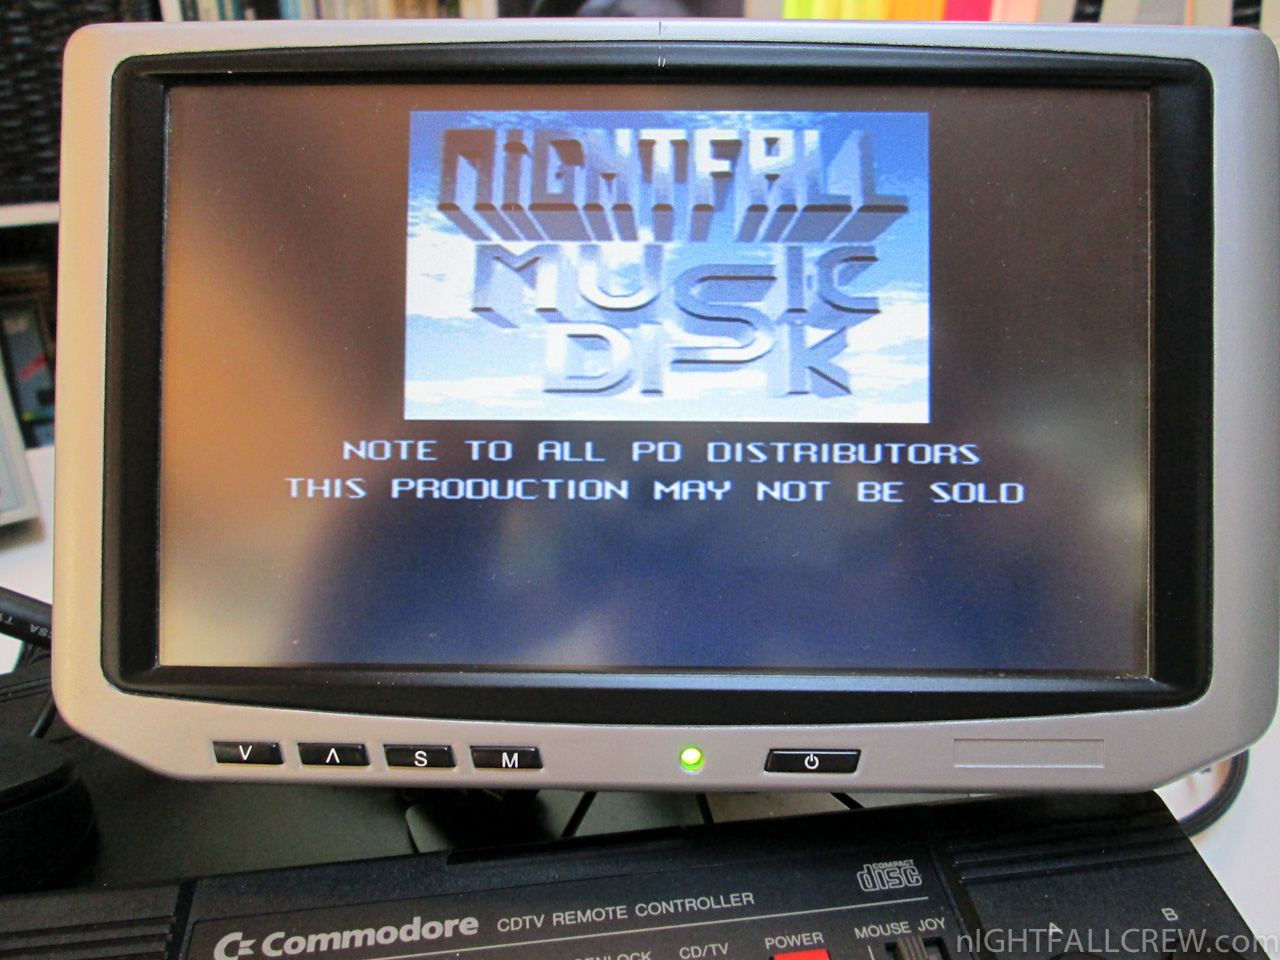 NIGHTFALL
MUSIC
DISK
NOTE TO ALL PD DISTRIBUTORS
THIS PRODUCTION MAY NOT BE SOLD
V Λ S M
COMPACT
disc
Commodore CDTV REMOTE CONTROLLER
GENLOCK CD/TV POWER MOUSE JOY
A B
nIGHTFALLCREW.com